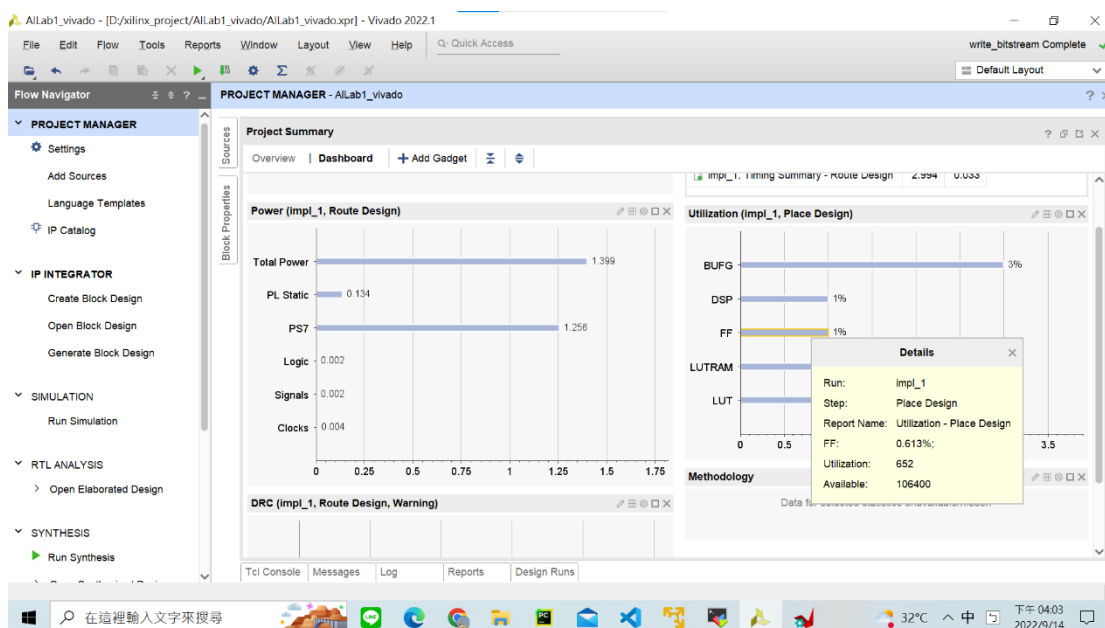 AILab1_vivado - [D:/xilinx_project/AILab1_vivado/AILab1_vivado.xpr] - Vivado 2022.1
File Edit Flow Tools Reports Window Layout View Help Q- Quick Access write_bitstream Complete
Default Layout
Flow Navigator
PROJECT MANAGER
Settings
Add Sources
Language Templates
IP Catalog
IP INTEGRATOR
Create Block Design
Open Block Design
Generate Block Design
SIMULATION
Run Simulation
RTL ANALYSIS
Open Elaborated Design
SYNTHESIS
Run Synthesis
PROJECT MANAGER - AILab1_vivado
Sources
Block Properties
Project Summary
Overview | Dashboard Add Gadget
impl_1, Timing Summary - Route Design 2.994 0.033
Power (impl_1, Route Design)
Total Power 1.399
PL Static 0.134
PS7 1.256
Logic 0.002
Signals 0.002
Clocks 0.004
0 0.25 0.5 0.75 1 1.25 1.5 1.75
Utilization (impl_1, Place Design)
BUFG 3%
DSP 1%
FF 1%
LUTRAM
LUT
0 0.5 3.5
Details
Run: impl_1
Step: Place Design
Report Name: Utilization - Place Design
FF: 0.613%;
Utilization: 652
Available: 106400
DRC (impl_1, Route Design, Warning)
Methodology
Tcl Console Messages Log Reports Design Runs
在這裡輸入文字來搜尋
32°C 中 下午 04:03
2022/9/14